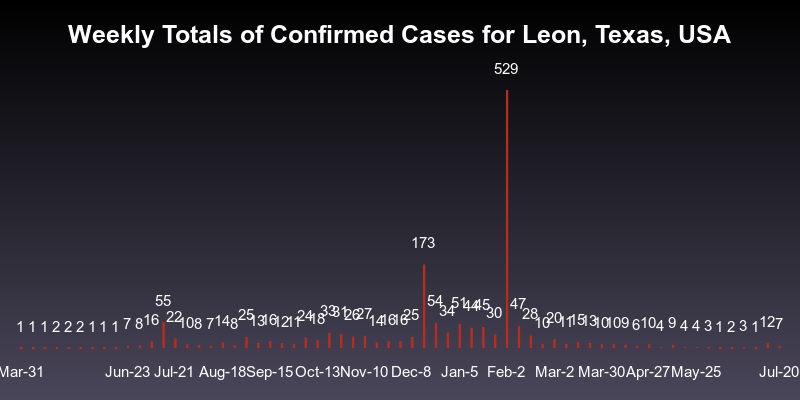 Weekly Totals of Confirmed Cases for Leon, Texas, USA
529
173
55 54 51 47
1 1 1 2 2 2 1 1 1 7 8 16 22 10 8 7 14 8 25 13 16 12 11 24 18 33 31 26 27 14 16 16 25 34 44 45 30 28 10 20 11 15 13 10 10 9 6 10 4 9 4 4 3 1 2 3 1 12 7
Mar-31 Jun-23 Jul-21 Aug-18 Sep-15 Oct-13 Nov-10 Dec-8 Jan-5 Feb-2 Mar-2 Mar-30 Apr-27 May-25 Jul-20